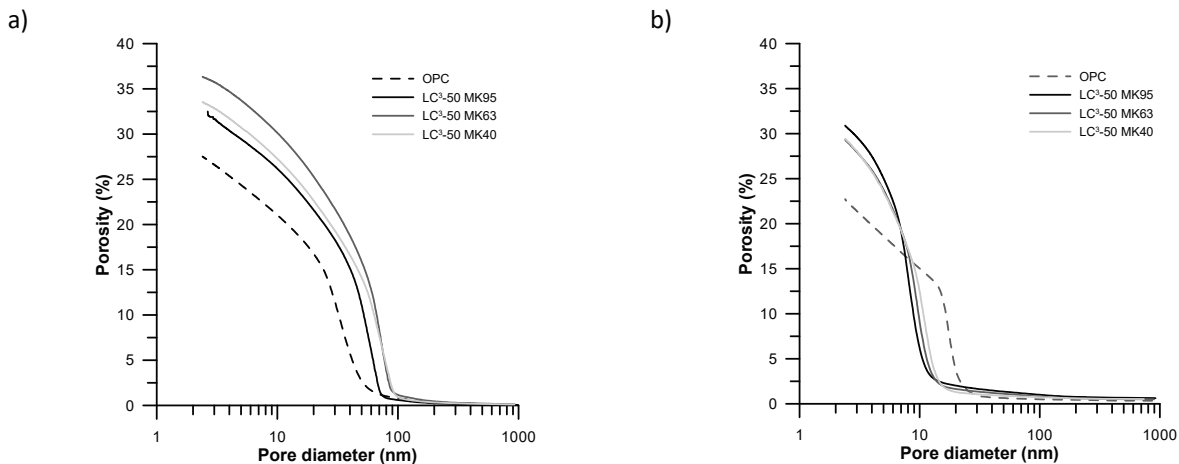 a)
40
35
30
25
20
15
10
5
0
Porosity (%)
1 10 100 1000
Pore diameter (nm)
OPC
LC³-50 MK95
LC³-50 MK63
LC³-50 MK40
b)
40
35
30
25
20
15
10
5
0
Porosity (%)
1 10 100 1000
Pore diameter (nm)
OPC
LC³-50 MK95
LC³-50 MK63
LC³-50 MK40